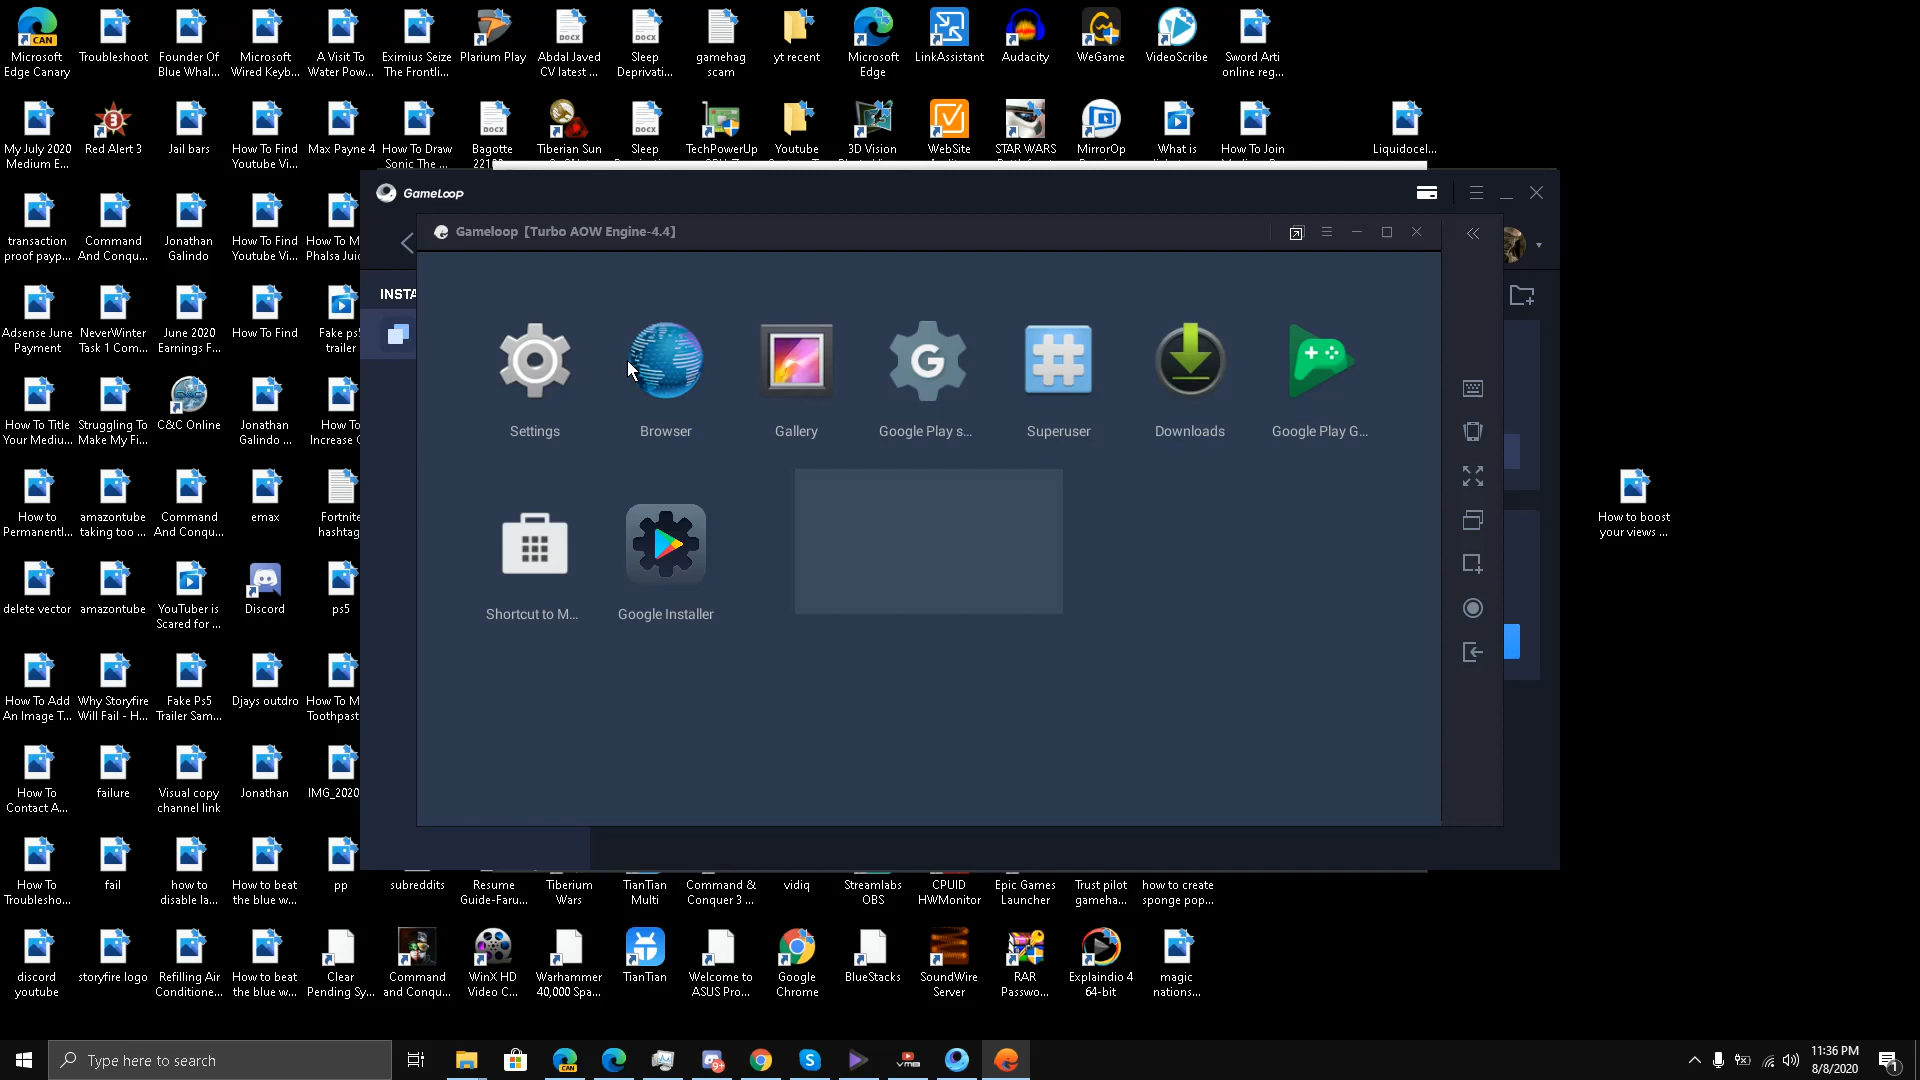 Microsoft Edge Canary
Troubleshoot
Founder Of Blue Whal...
Microsoft Wired Keyb...
A Visit To Water Pow...
Eximius Seize The Frontli...
Plarium Play
Abdal Javed CV latest ...
Sleep Deprivati...
gamehag scam
yt recent
Microsoft Edge
LinkAssistant
Audacity
WeGame
VideoScribe
Sword Arti online reg...
My July 2020 Medium E...
Red Alert 3
Jail bars
How To Find Youtube Vi...
Max Payne 4
How To Draw Sonic The ...
Bagotte
Tiberian Sun
Sleep
TechPowerUp
Youtube
3D Vision
WebSite
STAR WARS
MirrorOp
What is
How To Join
Liquidocel...
GameLoop
Gameloop [Turbo AOW Engine-4.4]
transaction proof payp...
Command And Conqu...
Jonathan Galindo
How To Find Youtube Vi...
How To M
Phalsa Jui
INSTA
Adsense June Payment
NeverWinter Task 1 Com...
June 2020 Earnings F...
How To Find
Fake ps
trailer
Settings
Browser
Gallery
Google Play s...
Superuser
Downloads
Google Play G...
How To Title Your Mediu...
Struggling To Make My Fi...
C&C Online
Jonathan Galindo ...
How To
Increase
How to Permanentl...
amazontube taking too ...
Command And Conqu...
emax
Fortnite
hashtag
How to boost your views ...
Shortcut to M...
Google Installer
delete vector
amazontube
YouTuber is Scared for ...
Discord
ps5
How To Add An Image T...
Why Storyfire Will Fail - H...
Fake Ps5 Trailer Sam...
Djays outdro
How To M
Toothpast
How To Contact A...
failure
Visual copy channel link
Jonathan
IMG_2020
How To Troublesho...
fail
how to disable la...
How to beat the blue w...
pp
subreddits
Resume Guide-Faru...
Tiberium Wars
TianTian Multi
Command & Conquer 3 ...
vidiq
Streamlabs OBS
CPUID HWMonitor
Epic Games Launcher
Trust pilot gameha...
how to create sponge pop...
discord youtube
storyfire logo
Refilling Air Conditione...
How to beat the blue w...
Clear Pending Sy...
Command and Conqu...
WinX HD Video C...
Warhammer 40,000 Spa...
TianTian
Welcome to ASUS Pro...
Google Chrome
BlueStacks
SoundWire Server
RAR Passwo...
Explaindio 4 64-bit
magic nations...
Type here to search
11:36 PM
8/8/2020